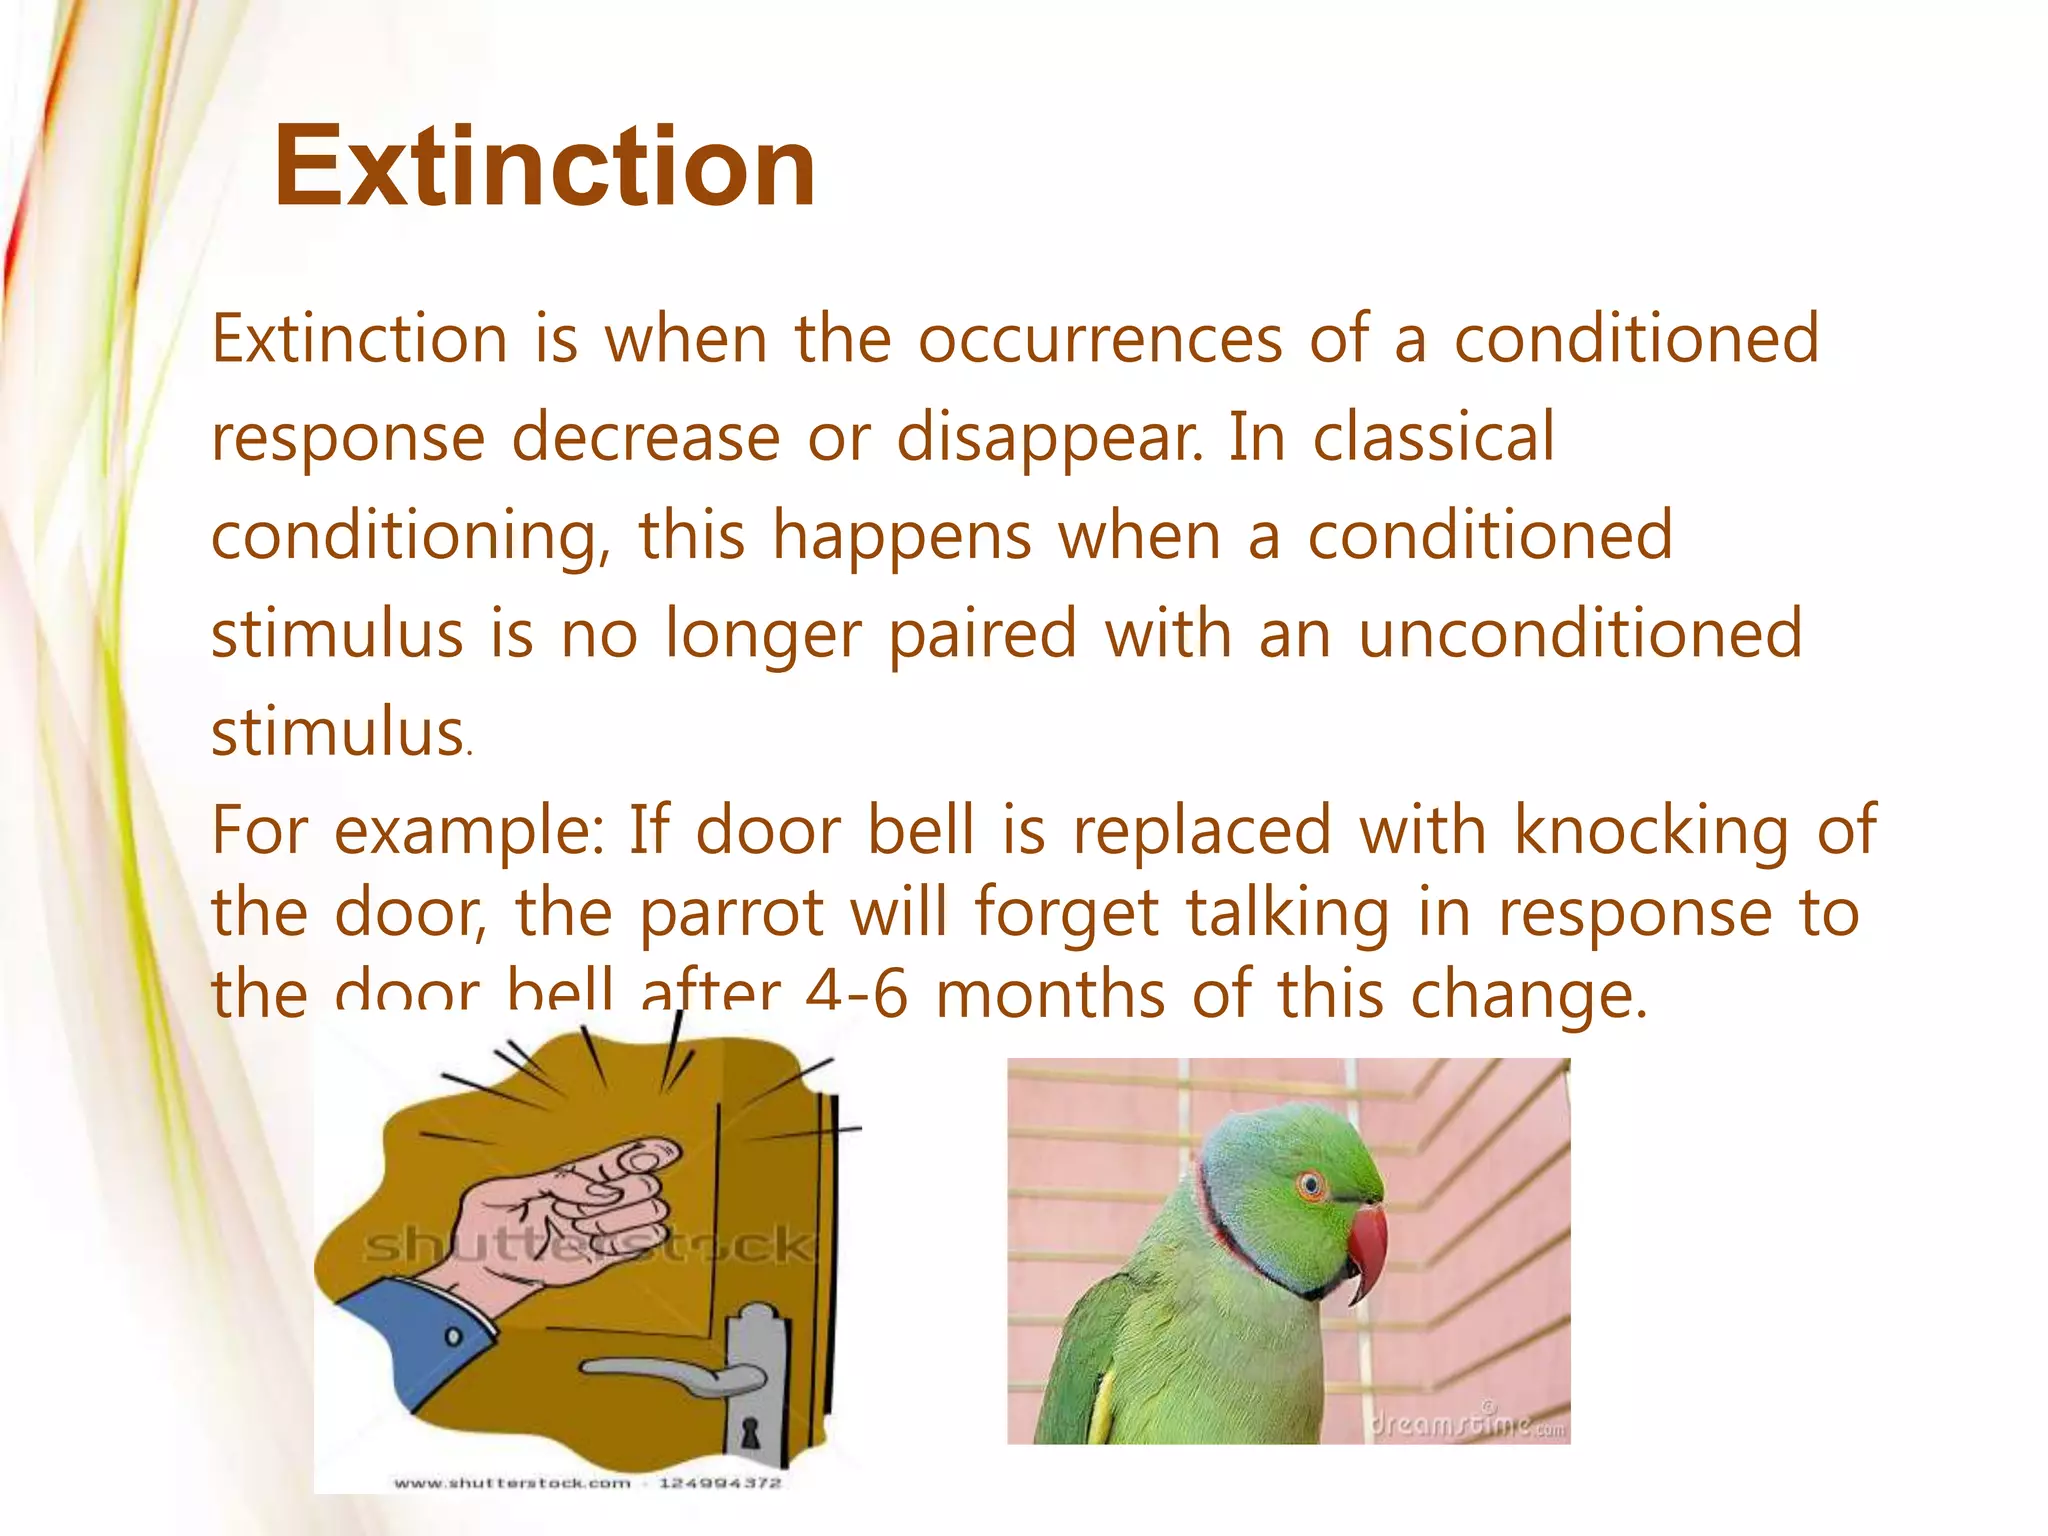 Extinction
Extinction is when the occurrences of a conditioned
response decrease or disappear. In classical
conditioning, this happens when a conditioned
stimulus is no longer paired with an unconditioned
stimulus.
For example: If door bell is replaced with knocking of
the door, the parrot will forget talking in response to
the door bell after 4-6 months of this change.
shutterstock
dreamstime.com
www.shutterstock.com · 124994372